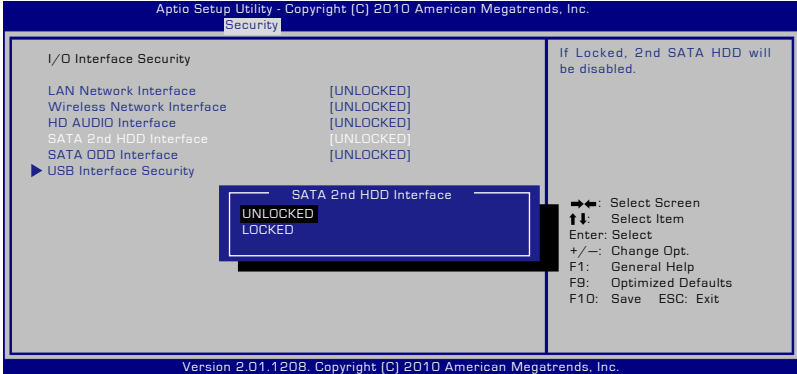 Aptio Setup Utility - Copyright (C) 2010 American Megatrends, Inc.
Security
I/O Interface Security
LAN Network Interface [UNLOCKED]
Wireless Network Interface [UNLOCKED]
HD AUDIO Interface [UNLOCKED]
SATA 2nd HDD Interface [UNLOCKED]
SATA ODD Interface [UNLOCKED]
USB Interface Security
SATA 2nd HDD Interface
UNLOCKED
LOCKED
If Locked, 2nd SATA HDD will
be disabled.
→←: Select Screen
↑↓: Select Item
Enter: Select
+/—: Change Opt.
F1: General Help
F9: Optimized Defaults
F10: Save ESC: Exit
Version 2.01.1208. Copyright (C) 2010 American Megatrends, Inc.